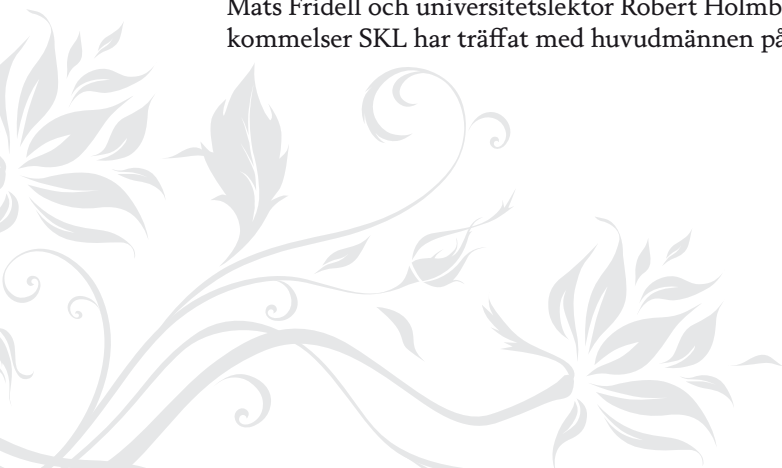 Mats Fridell och universitetslektor Robert Holmb
kommelser SKL har träffat med huvudmännen på